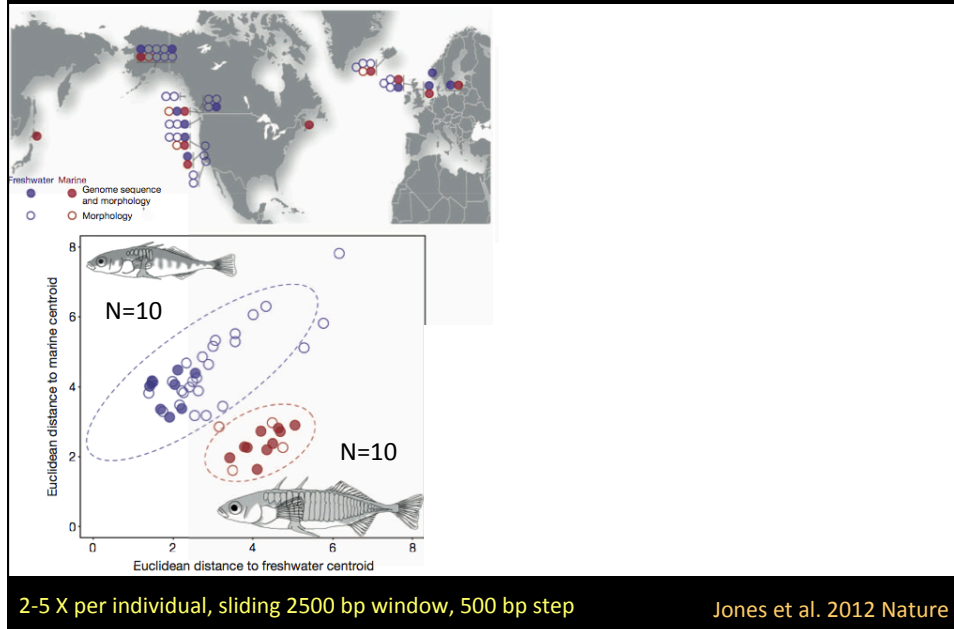 Freshwater Marine
Genome sequence
and morphology
Morphology
8
6
4
2
0
Euclidean distance to marine centroid
N=10
N=10
0 2 4 6 8
Euclidean distance to freshwater centroid
2-5 X per individual, sliding 2500 bp window, 500 bp step
Jones et al. 2012 Nature